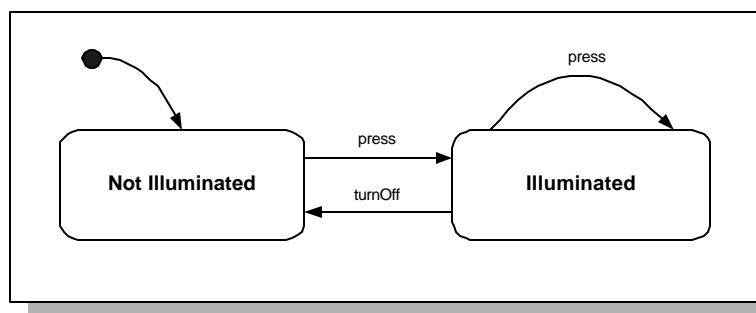 press
press
Not Illuminated
Illuminated
turnOff